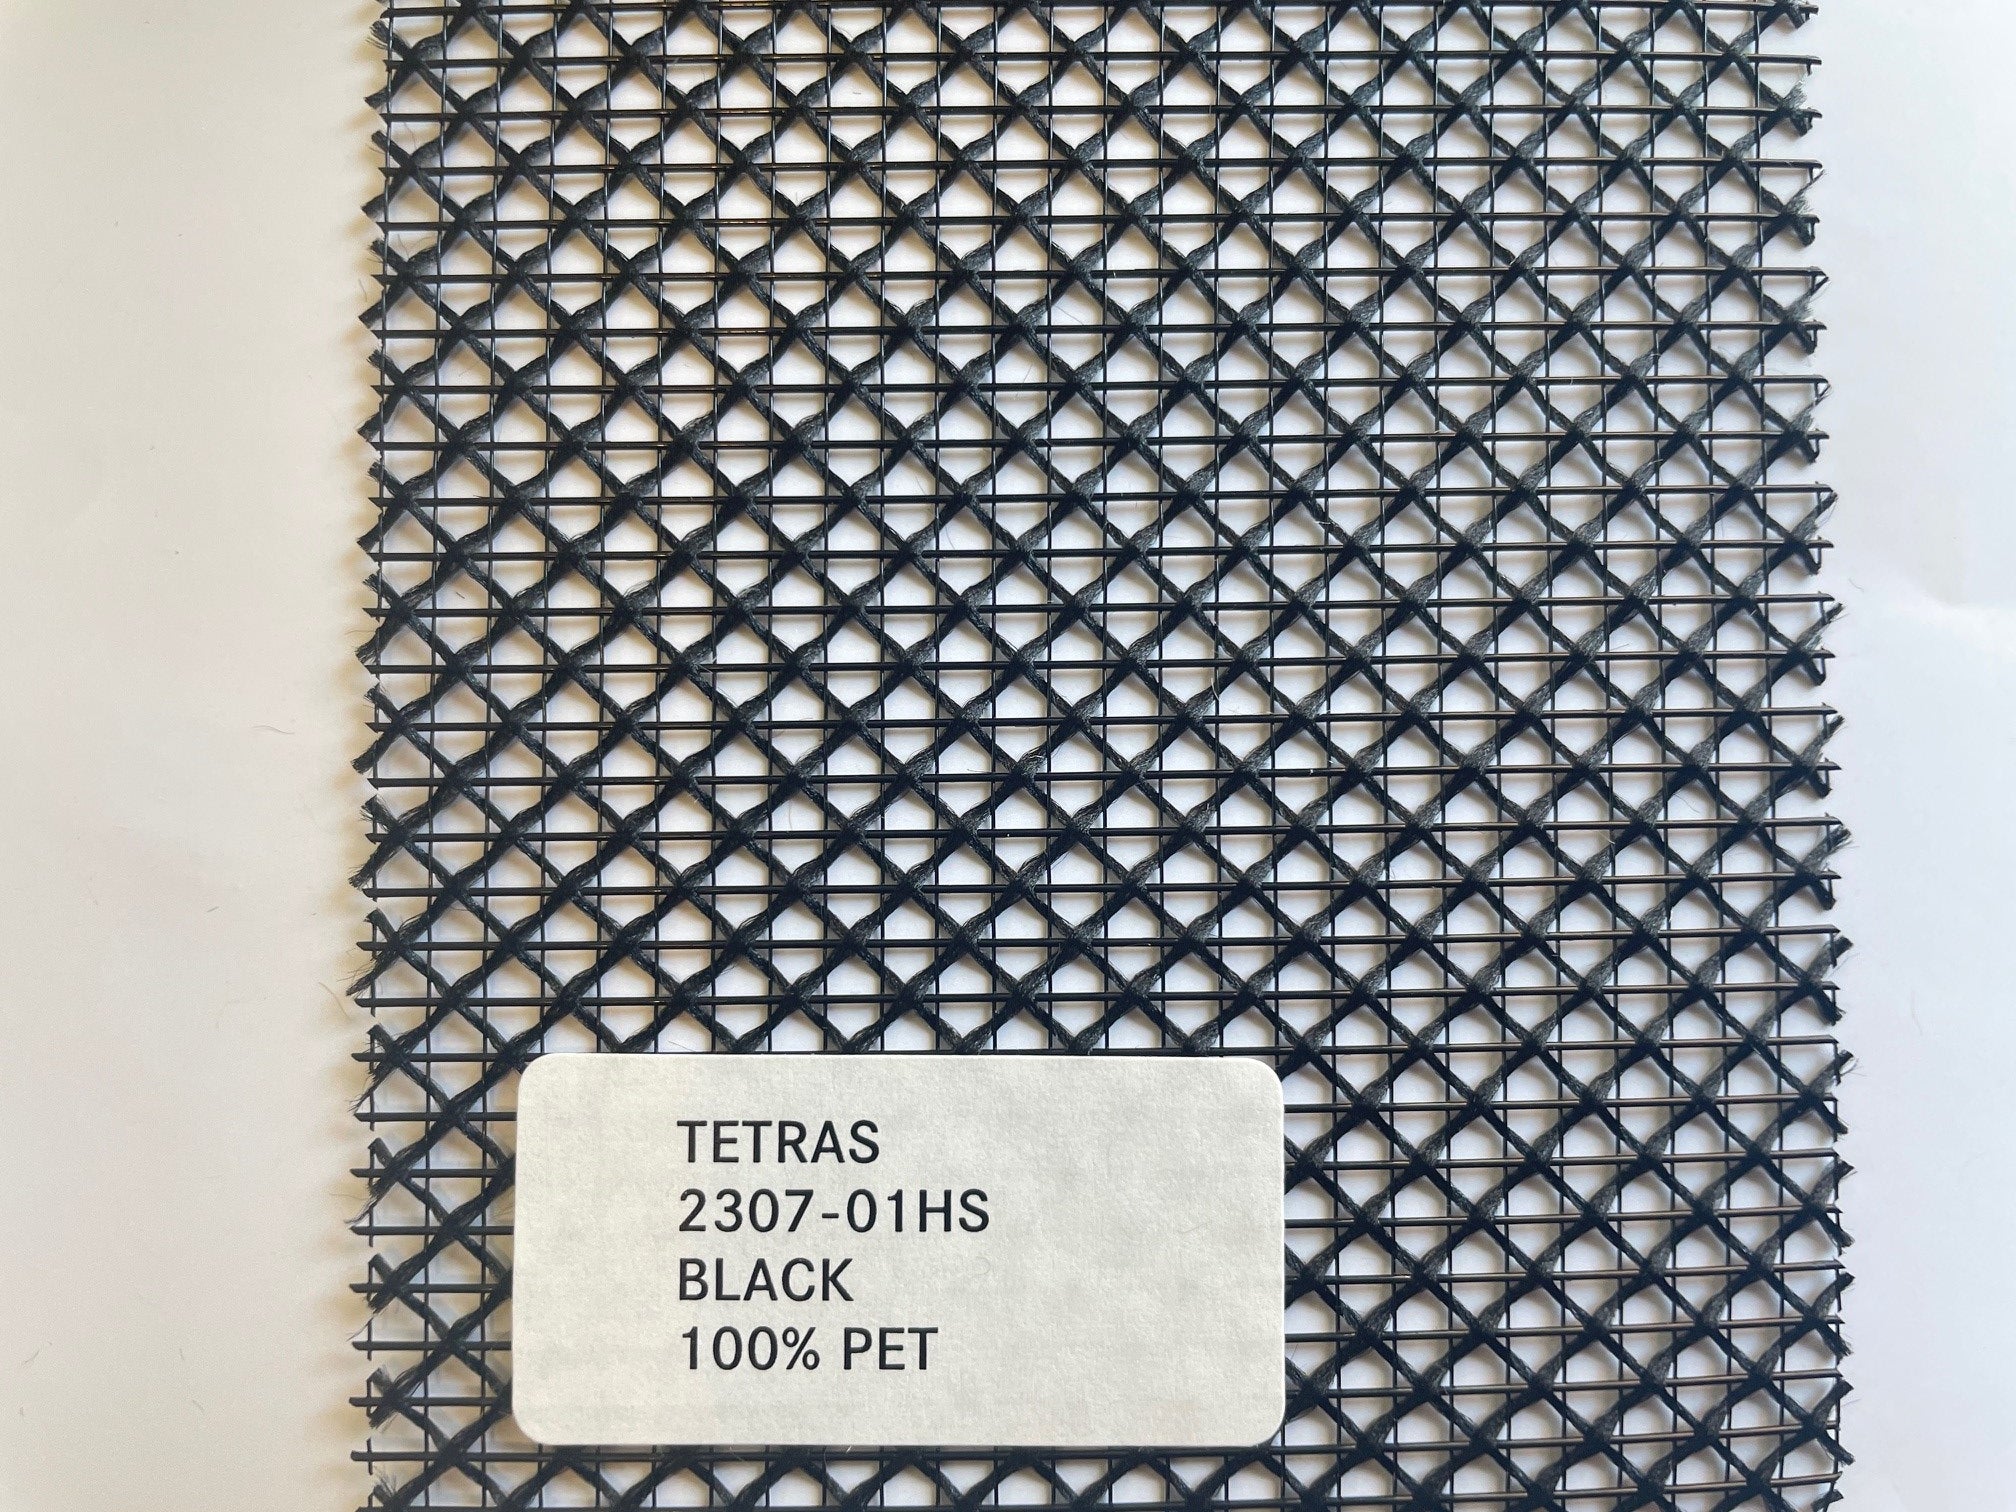 TETRAS
2307-01HS
BLACK
100% PET